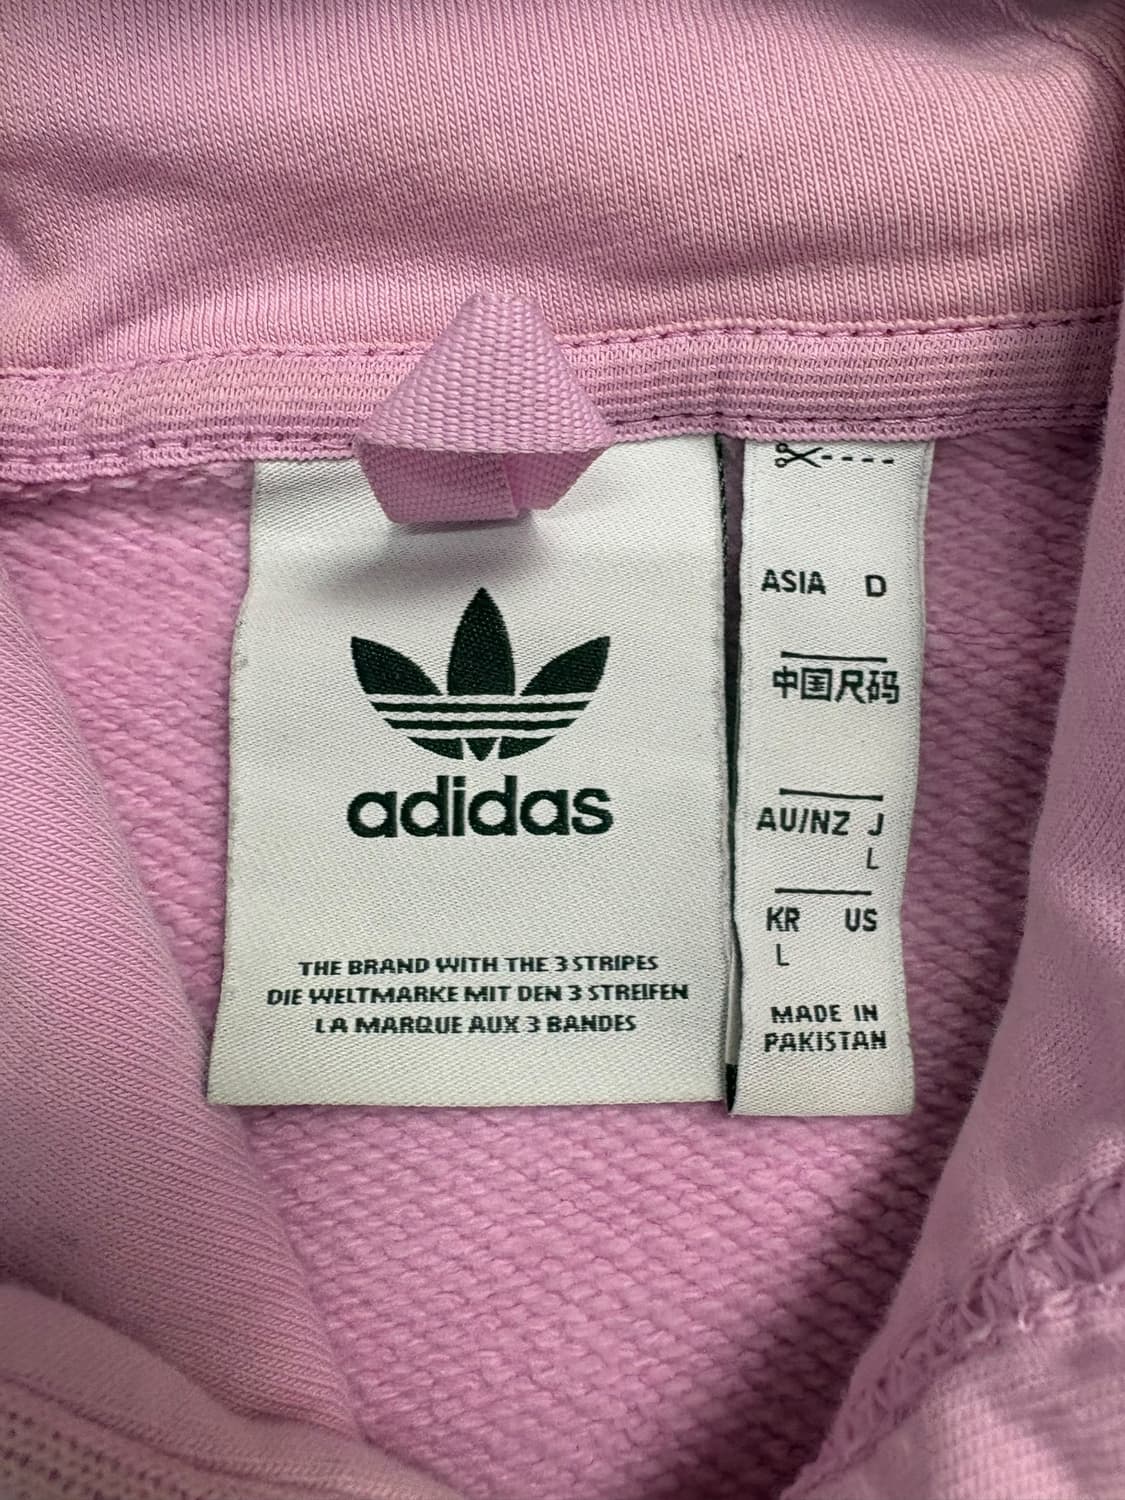 adidas
THE BRAND WITH THE 3 STRIPES
DIE WELTMARKE MIT DEN 3 STREIFEN
LA MARQUE AUX 3 BANDES
ASIA D
中国尺码
AU/NZ J
L
KR US
L
MADE IN
PAKISTAN